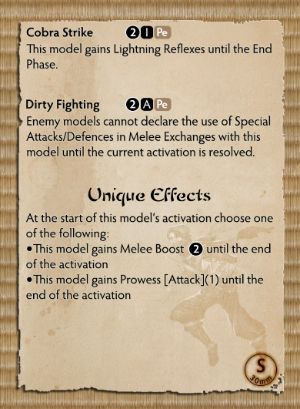 Cobra Strike 2 I Pe
This model gains Lightning Reflexes until the End
Phase.
Dirty Fighting 2 A Pe
Enemy models cannot declare the use of Special
Attacks/Defences in Melee Exchanges with this
model until the current activation is resolved.
Unique Effects
At the start of this model's activation choose one
of the following:
•This model gains Melee Boost 2 until the end
of the activation
•This model gains Prowess [Attack](1) until the
end of the activation
S
30mm